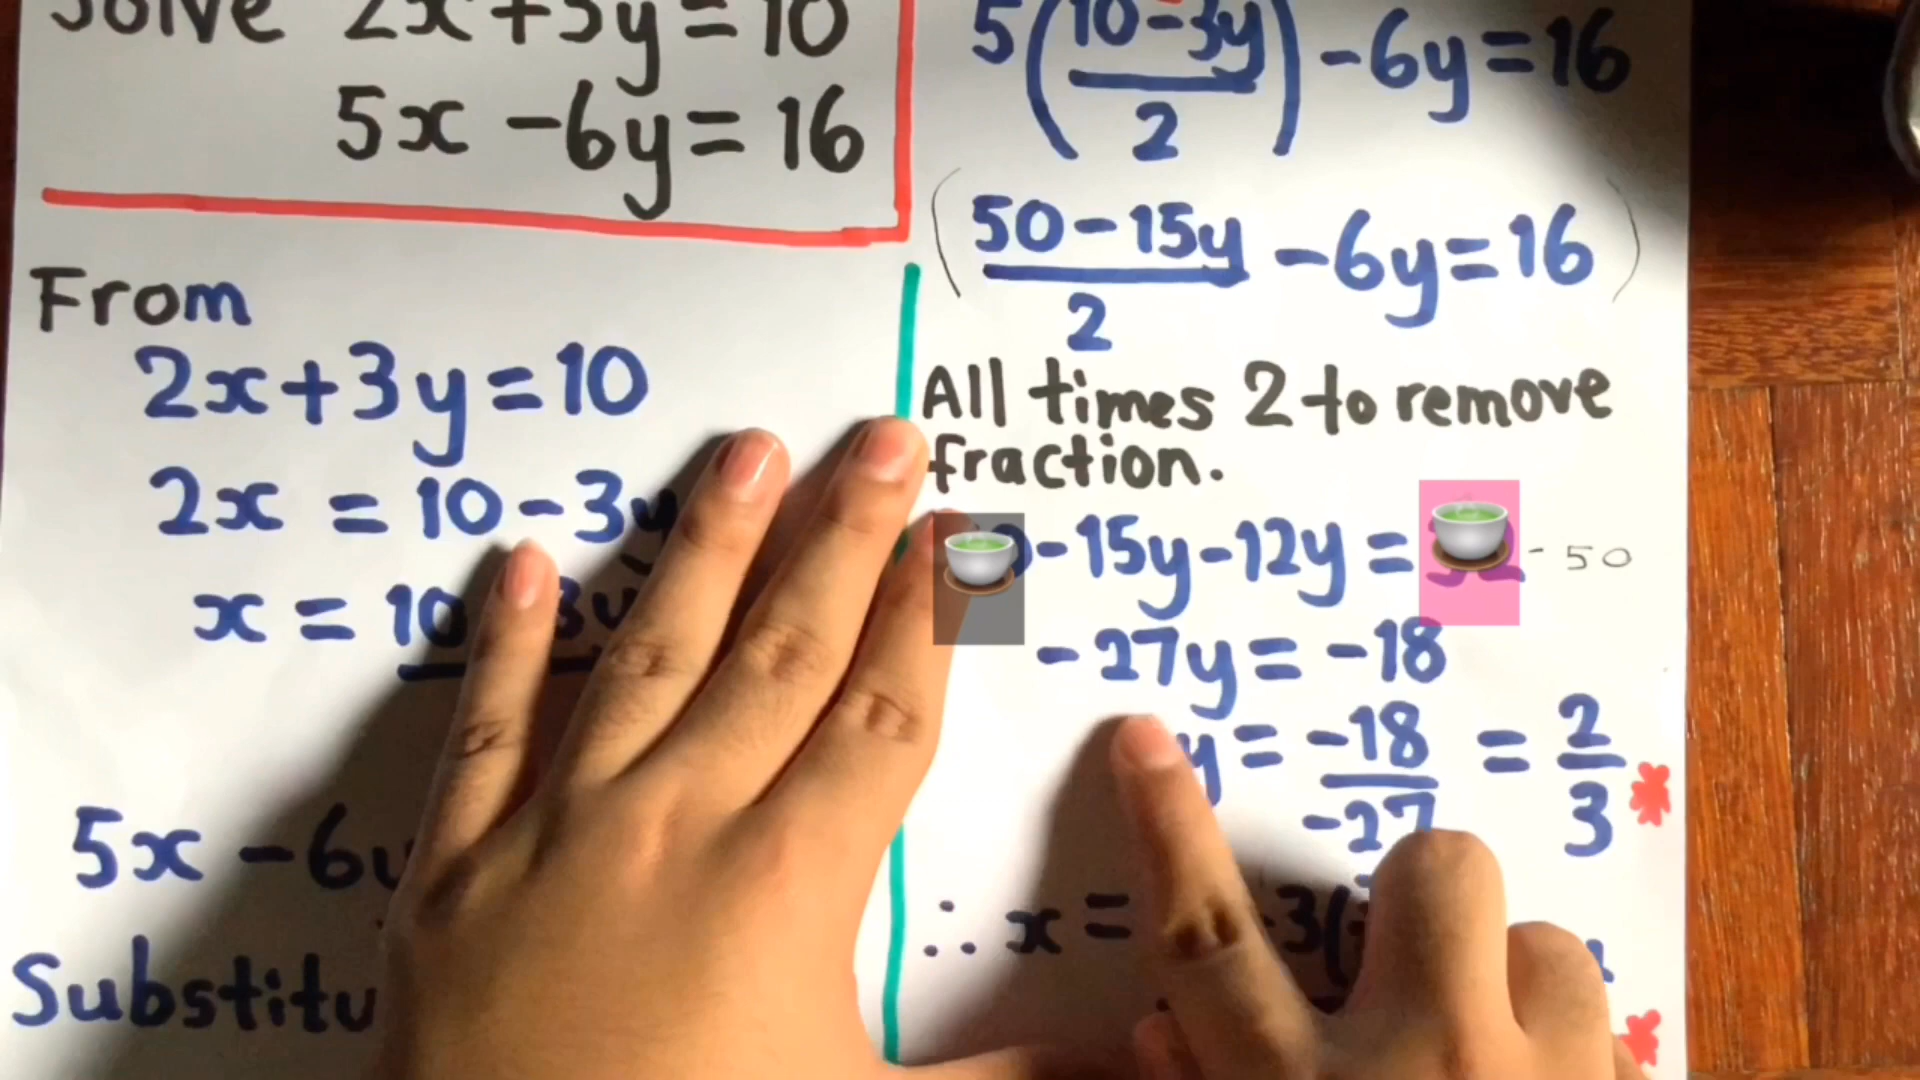 Solve 2x+3y=10
5x -6y= 16
From
2x+3y=10
2x = 10-3y
x = 10
5x -6y
Substitu
5(10-3y/2) -6y=16
(50-15y/2 -6y=16)
All times 2 to remove
fraction.
-15y-12y = - 50
-27y = -18
y = -18/-27 = 2/3 *
∴ x = -3(
*